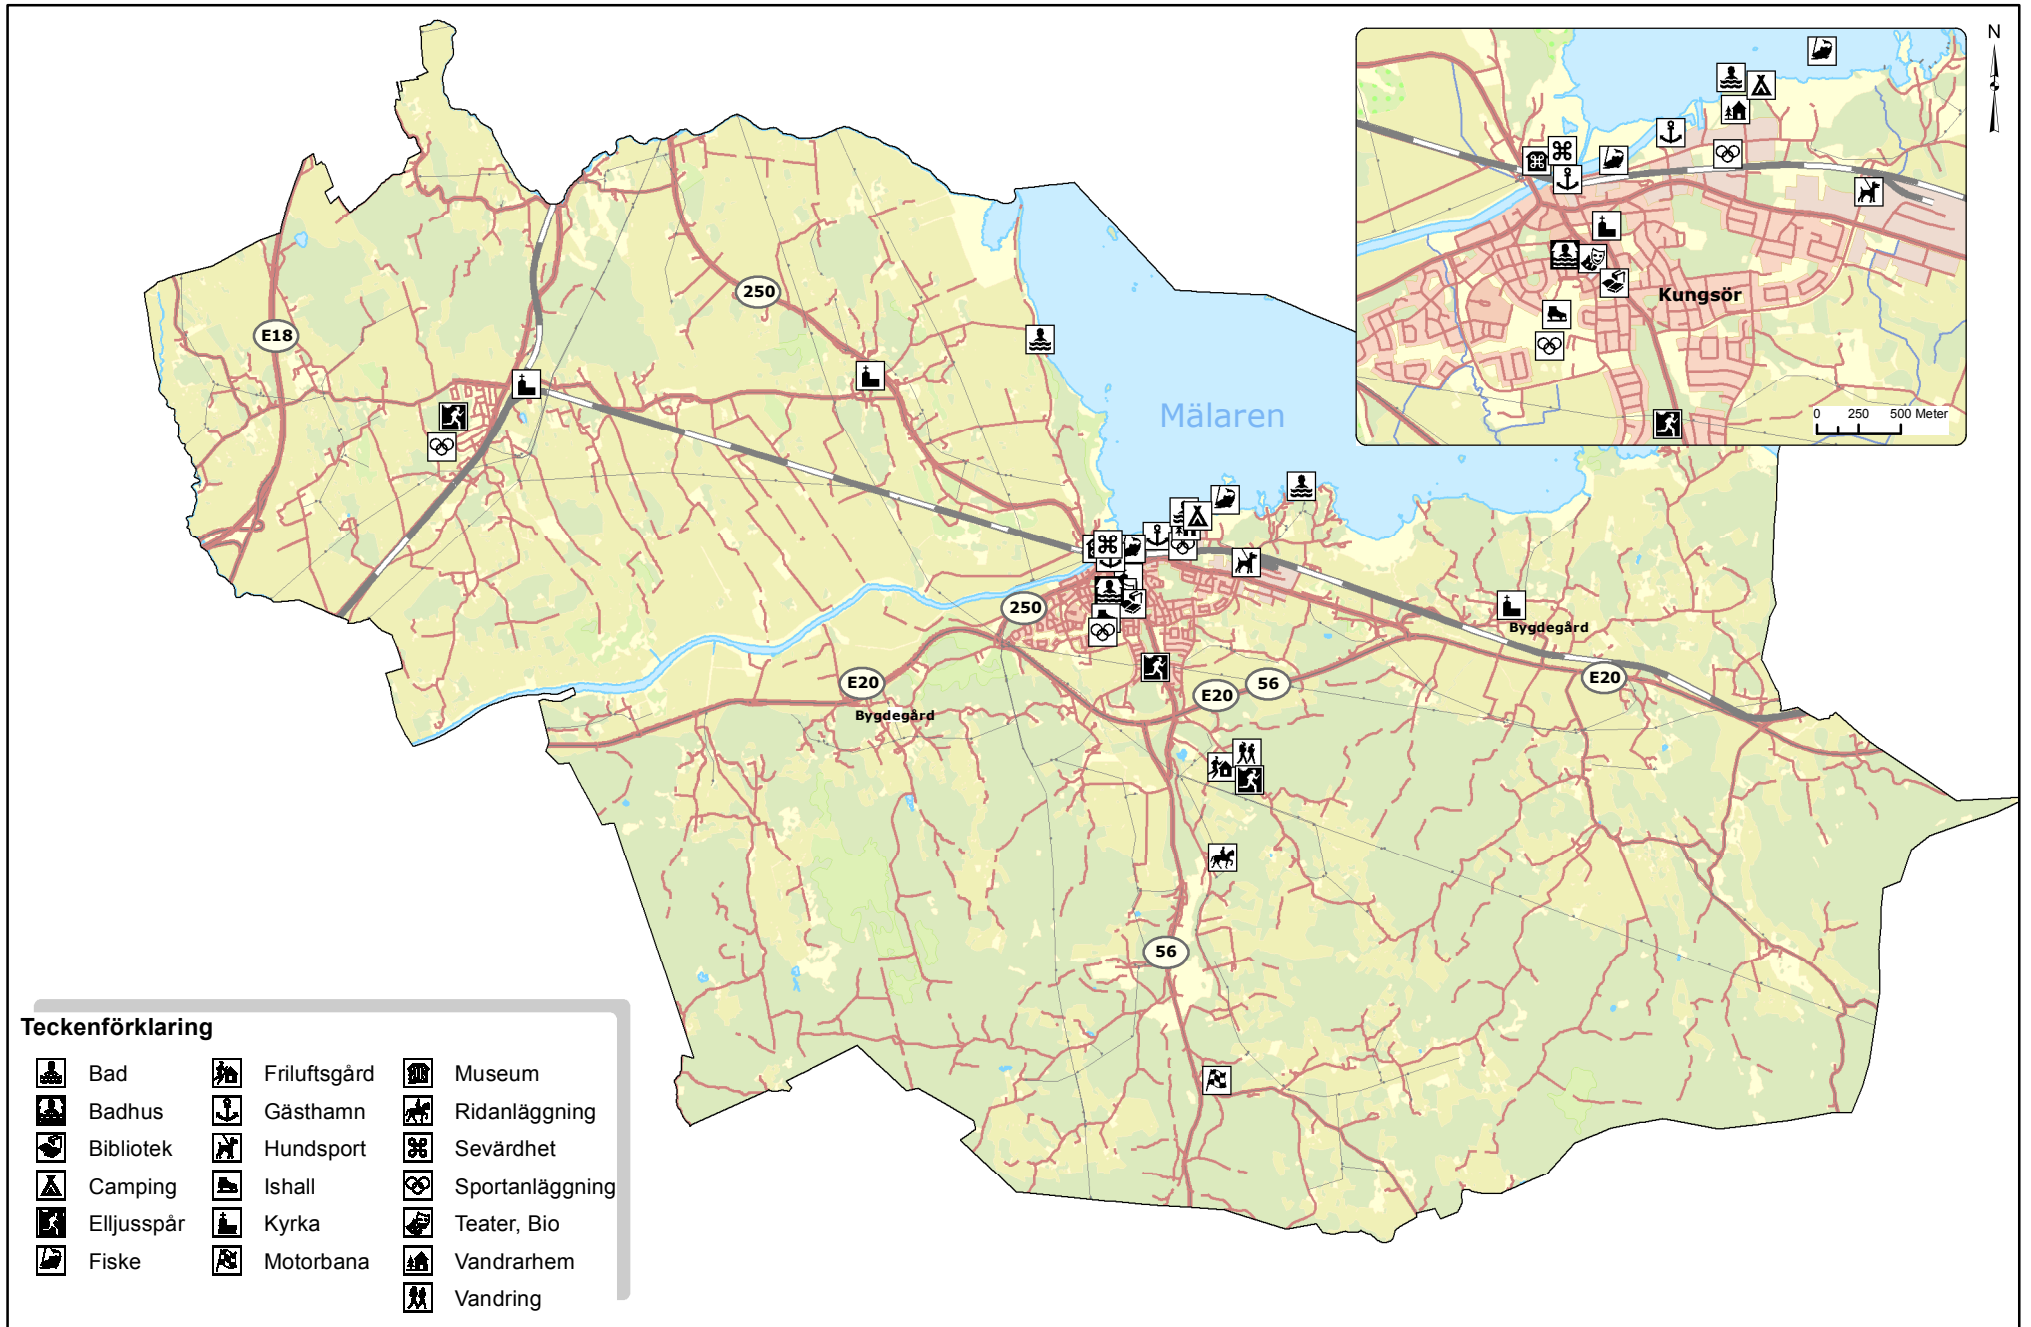 N
Kungsör
0 250 500 Meter
250
E18
Mälaren
250
Bygdegård
E20
E20
56
E20
Bygdegård
56
Teckenförklaring
Bad
Badhus
Bibliotek
Camping
Elljusspår
Fiske
Friluftsgård
Gästhamn
Hundsport
Ishall
Kyrka
Motorbana
Museum
Ridanläggning
Sevärdhet
Sportanläggning
Teater, Bio
Vandrarhem
Vandring